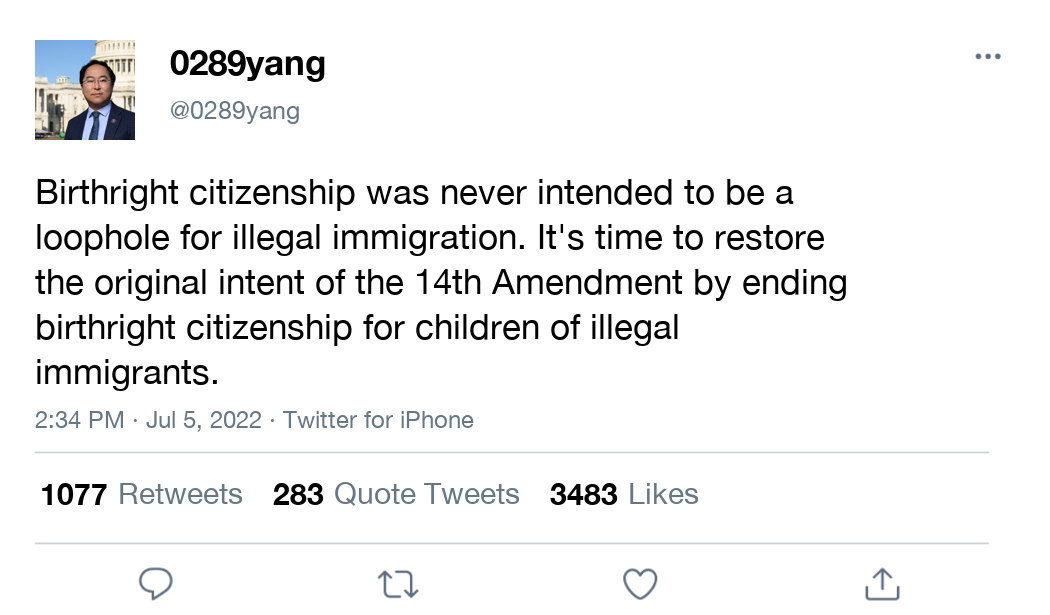 0289yang
@0289yang
Birthright citizenship was never intended to be a
loophole for illegal immigration. It's time to restore
the original intent of the 14th Amendment by ending
birthright citizenship for children of illegal
immigrants.
2:34 PM · Jul 5, 2022 · Twitter for iPhone
1077 Retweets 283 Quote Tweets 3483 Likes